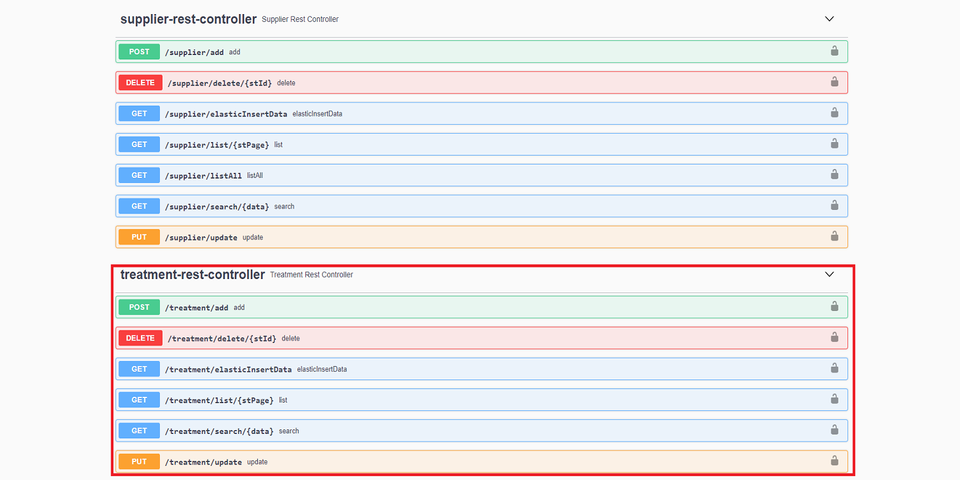 supplier-rest-controller Supplier Rest Controller
POST /supplier/add add
DELETE /supplier/delete/{stId} delete
GET /supplier/elasticInsertData elasticInsertData
GET /supplier/list/{stPage} list
GET /supplier/listAll listAll
GET /supplier/search/{data} search
PUT /supplier/update update
treatment-rest-controller Treatment Rest Controller
POST /treatment/add add
DELETE /treatment/delete/{stId} delete
GET /treatment/elasticInsertData elasticInsertData
GET /treatment/list/{stPage} list
GET /treatment/search/{data} search
PUT /treatment/update update